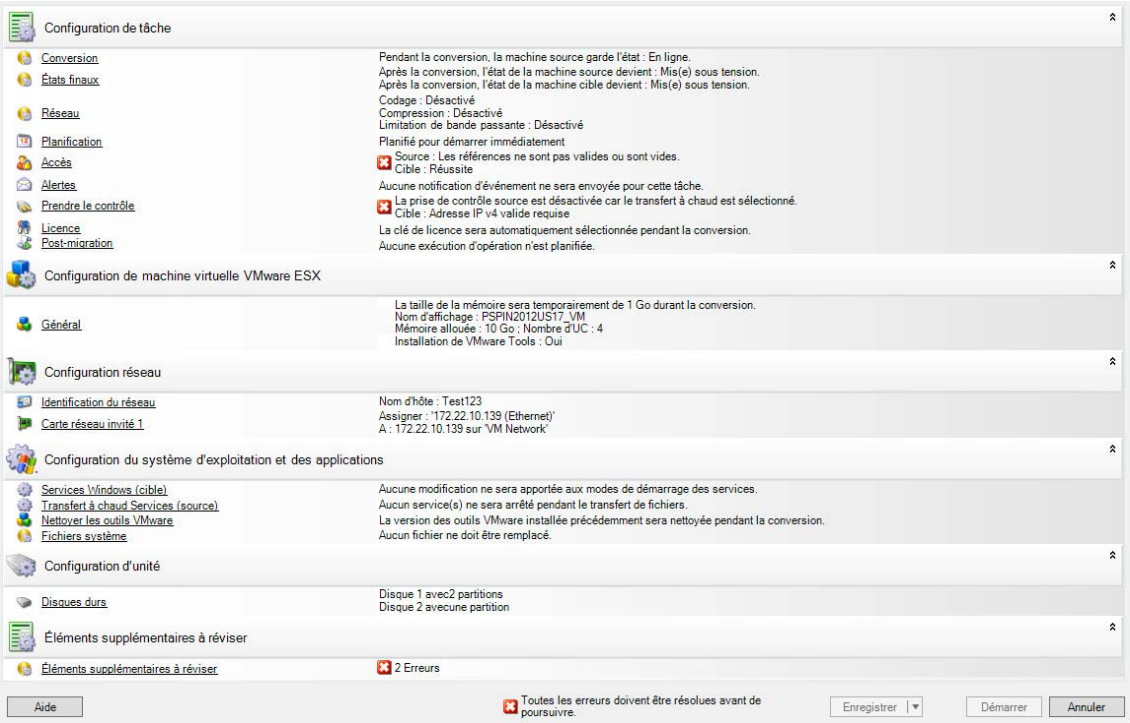 Configuration de tâche
Conversion
Pendant la conversion, la machine source garde l'état : En ligne.
États finaux
Après la conversion, l'état de la machine source devient : Mis(e) sous tension.
Après la conversion, l'état de la machine cible devient : Mis(e) sous tension.
Réseau
Codage : Désactivé
Compression : Désactivé
Limitation de bande passante : Désactivé
Planification
Planifié pour démarrer immédiatement
Accès
Source : Les références ne sont pas valides ou sont vides.
Cible : Réussite
Alertes
Aucune notification d'événement ne sera envoyée pour cette tâche.
Prendre le contrôle
La prise de contrôle source est désactivée car le transfert à chaud est sélectionné.
Cible : Adresse IP v4 valide requise
Licence
La clé de licence sera automatiquement sélectionnée pendant la conversion.
Post-migration
Aucune exécution d'opération n'est planifiée.
Configuration de machine virtuelle VMware ESX
Général
La taille de la mémoire sera temporairement de 1 Go durant la conversion.
Nom d'affichage : PSPIN2012US17_VM
Mémoire allouée : 10 Go ; Nombre d'UC : 4
Installation de VMware Tools : Oui
Configuration réseau
Identification du réseau
Nom d'hôte : Test123
Carte réseau invité 1
Assigner : '172.22.10.139 (Ethernet)'
A : 172.22.10.139 sur 'VM Network'
Configuration du système d'exploitation et des applications
Services Windows (cible)
Aucune modification ne sera apportée aux modes de démarrage des services.
Transfert à chaud Services (source)
Aucun service(s) ne sera arrêté pendant le transfert de fichiers.
Nettoyer les outils VMware
La version des outils VMware installée précédemment sera nettoyée pendant la conversion.
Fichiers système
Aucun fichier ne doit être remplacé.
Configuration d'unité
Disques durs
Disque 1 avec2 partitions
Disque 2 avecune partition
Éléments supplémentaires à réviser
Éléments supplémentaires à réviser
2 Erreurs
Aide
Toutes les erreurs doivent être résolues avant de
poursuivre.
Enregistrer
Démarrer
Annuler